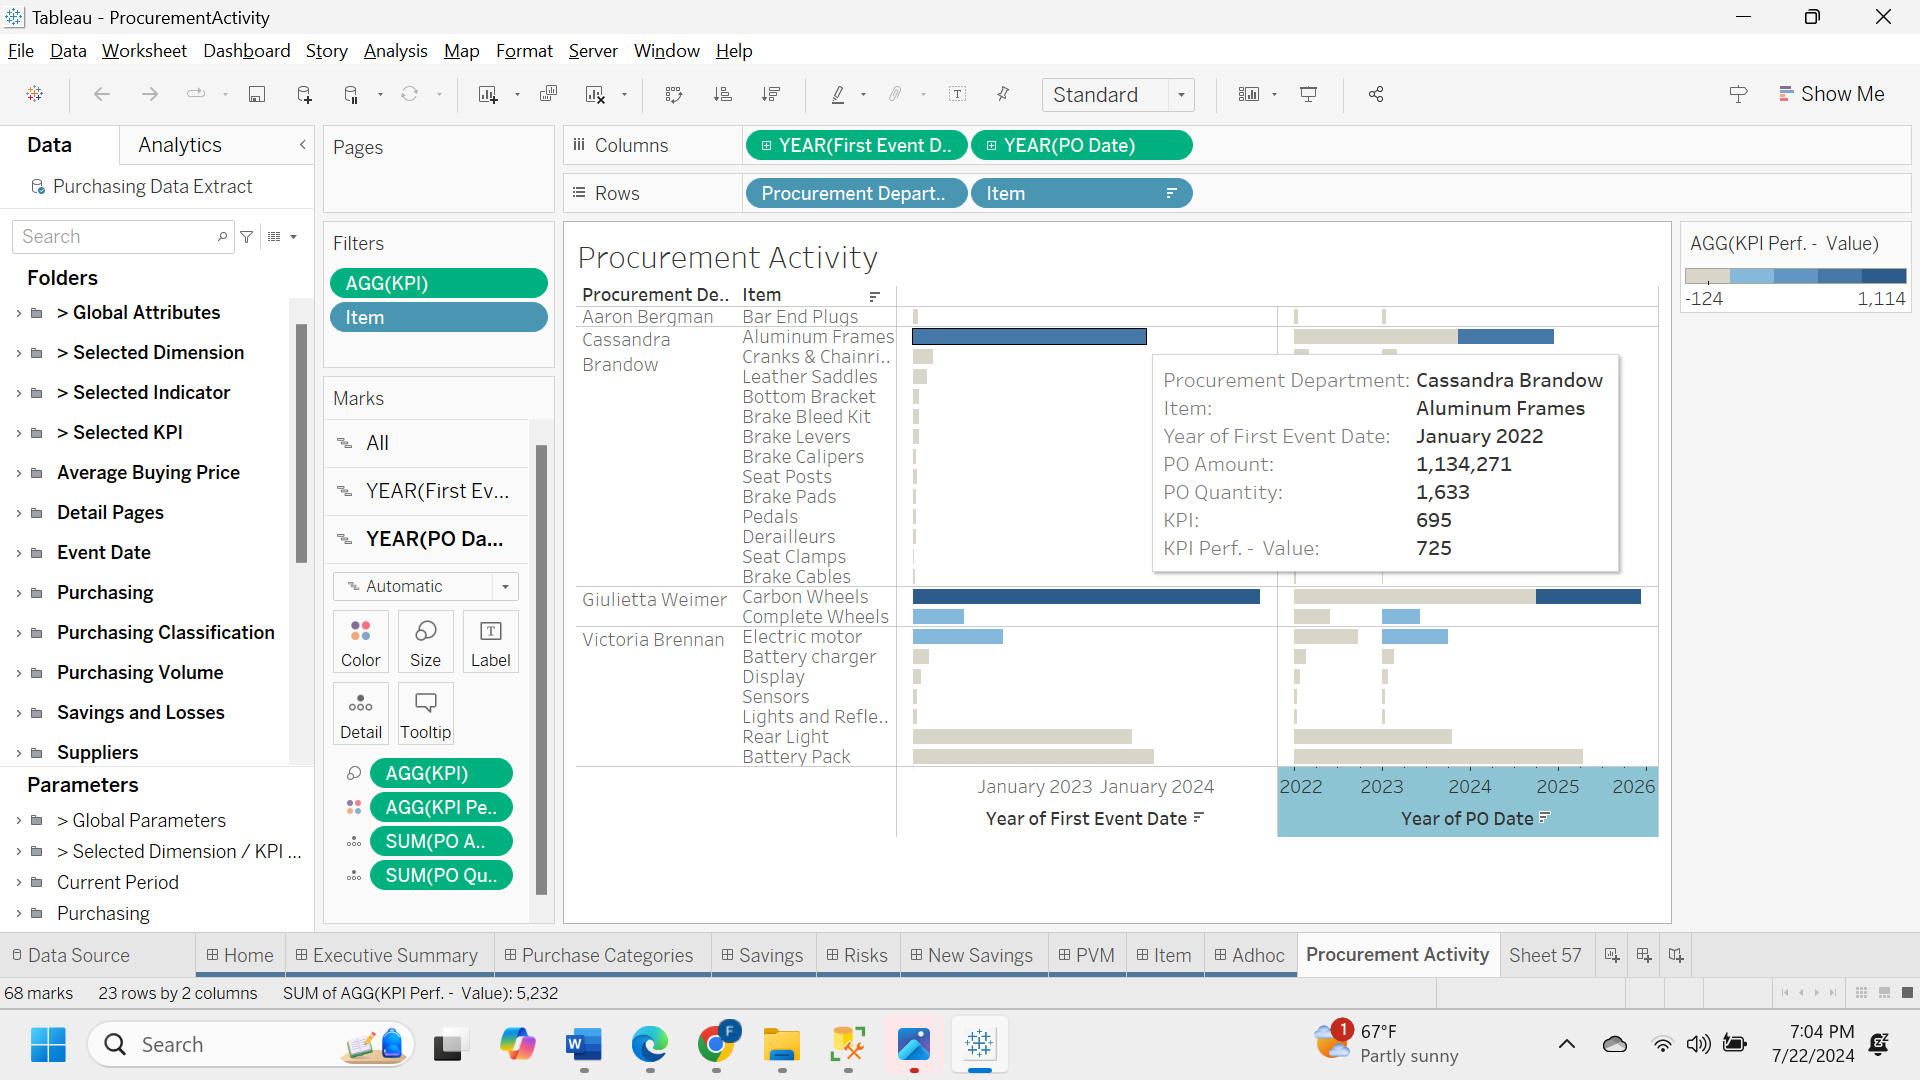 Tableau - ProcurementActivity
File Data Worksheet Dashboard Story Analysis Map Format Server Window Help
Standard
Show Me
Data
Analytics
Purchasing Data Extract
Search
Folders
> Global Attributes
> Selected Dimension
> Selected Indicator
> Selected KPI
Average Buying Price
Detail Pages
Event Date
Purchasing
Purchasing Classification
Purchasing Volume
Savings and Losses
Suppliers
Parameters
> Global Parameters
> Selected Dimension / KPI ...
Current Period
Purchasing
Pages
Filters
AGG(KPI)
Item
Marks
All
YEAR(First Ev...
YEAR(PO Da...
Automatic
Color
Size
Label
Detail
Tooltip
AGG(KPI)
AGG(KPI Pe..
SUM(PO A..
SUM(PO Qu..
Columns
YEAR(First Event D..
YEAR(PO Date)
Rows
Procurement Depart..
Item
Procurement Activity
Procurement De..
Item
Aaron Bergman
Bar End Plugs
Cassandra
Brandow
Aluminum Frames
Cranks & Chainri..
Leather Saddles
Bottom Bracket
Brake Bleed Kit
Brake Levers
Brake Calipers
Seat Posts
Brake Pads
Pedals
Derailleurs
Seat Clamps
Brake Cables
Giulietta Weimer
Carbon Wheels
Complete Wheels
Victoria Brennan
Electric motor
Battery charger
Display
Sensors
Lights and Refle..
Rear Light
Battery Pack
January 2023 January 2024
Year of First Event Date
2022 2023 2024 2025 2026
Year of PO Date
Procurement Department: Cassandra Brandow
Item: Aluminum Frames
Year of First Event Date: January 2022
PO Amount: 1,134,271
PO Quantity: 1,633
KPI: 695
KPI Perf. - Value: 725
AGG(KPI Perf. - Value)
-124 1,114
Data Source
Home
Executive Summary
Purchase Categories
Savings
Risks
New Savings
PVM
Item
Adhoc
Procurement Activity
Sheet 57
68 marks
23 rows by 2 columns
SUM of AGG(KPI Perf. - Value): 5,232
Search
F
1
67°F
Partly sunny
7:04 PM
7/22/2024